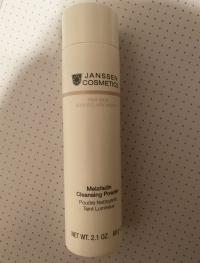 JANSSEN
COSMETICS
Melafadin
Cleansing Powder
Poudre Nettoyante
Teint Lumineux
NET WT. 2.1 OZ.